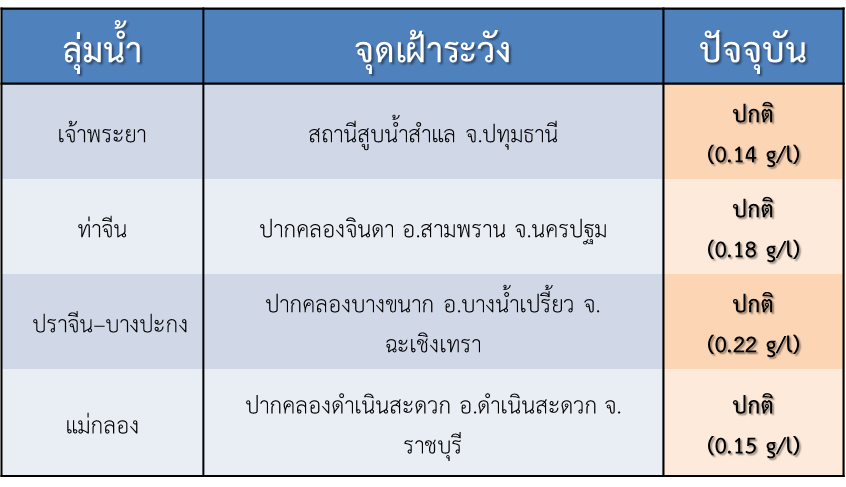 ลุ่มน้ำ
จุดเฝ้าระวัง
ปัจจุบัน
เจ้าพระยา
สถานีสูบน้ำสำแล จ.ปทุมธานี
ปกติ
(0.14 g/l)
ท่าจีน
ปากคลองจินดา อ.สามพราน จ.นครปฐม
ปกติ
(0.18 g/l)
ปราจีน–บางปะกง
ปากคลองบางขนาก อ.บางน้ำเปรี้ยว จ.
ฉะเชิงเทรา
ปกติ
(0.22 g/l)
แม่กลอง
ปากคลองดำเนินสะดวก อ.ดำเนินสะดวก จ.
ราชบุรี
ปกติ
(0.15 g/l)